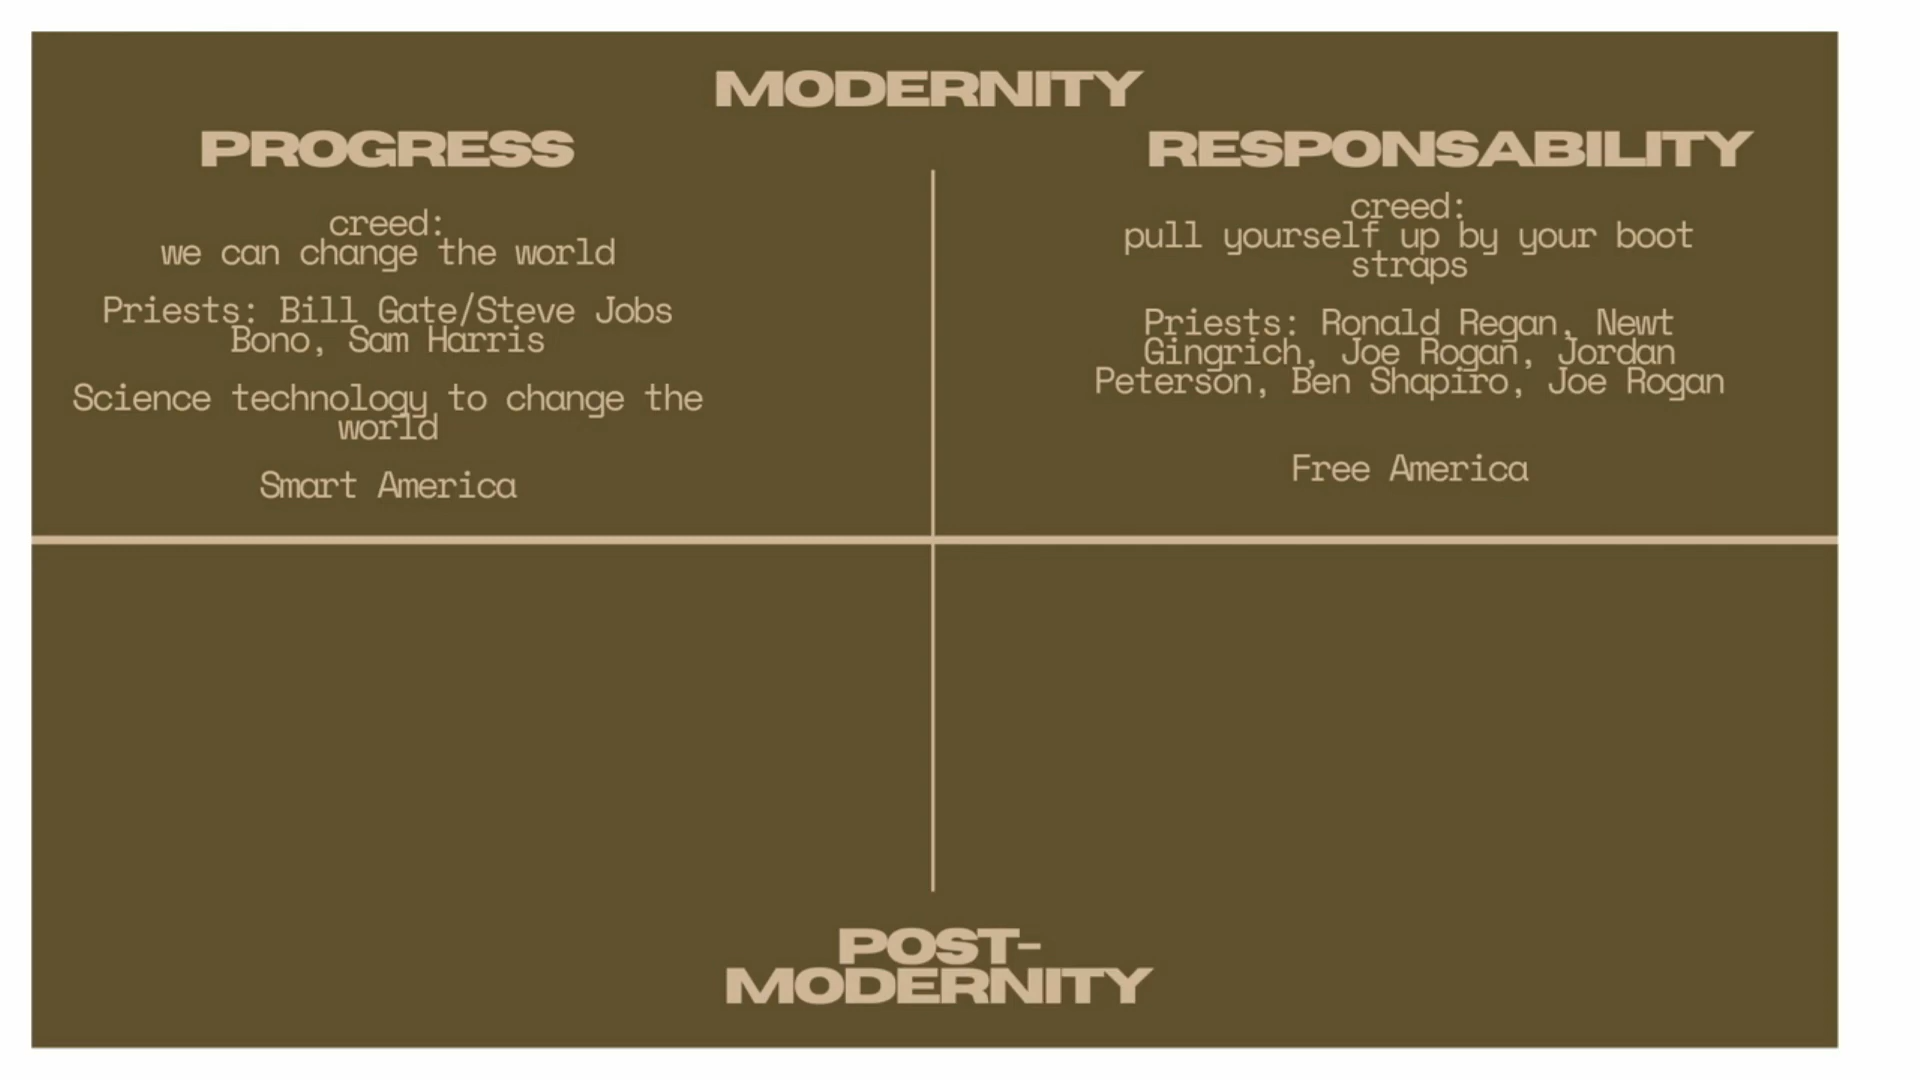 MODERNITY
PROGRESS
creed:
we can change the world
Priests: Bill Gate/Steve Jobs
Bono, Sam Harris
Science technology to change the
world
Smart America
RESPONSABILITY
creed:
pull yourself up by your boot
straps
Priests: Ronald Regan, Newt
Gingrich, Joe Rogan, Jordan
Peterson, Ben Shapiro, Joe Rogan
Free America
POST-
MODERNITY